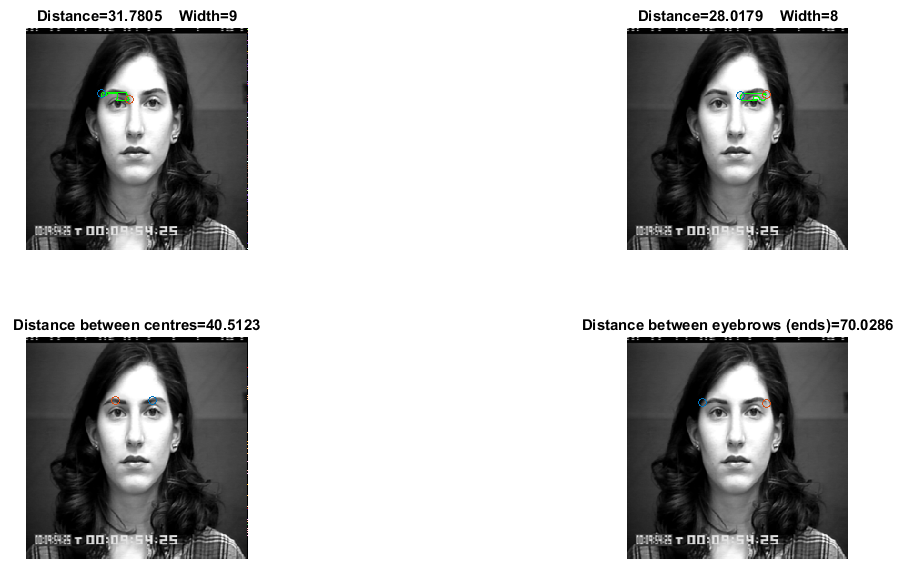 Distance=31.7805 Width=9
Distance=28.0179 Width=8
T 00:09:54.25
T 00:09:54.25
Distance between centres=40.5123
Distance between eyebrows (ends)=70.0286
T 00:09:54.25
T 00:09:54.25